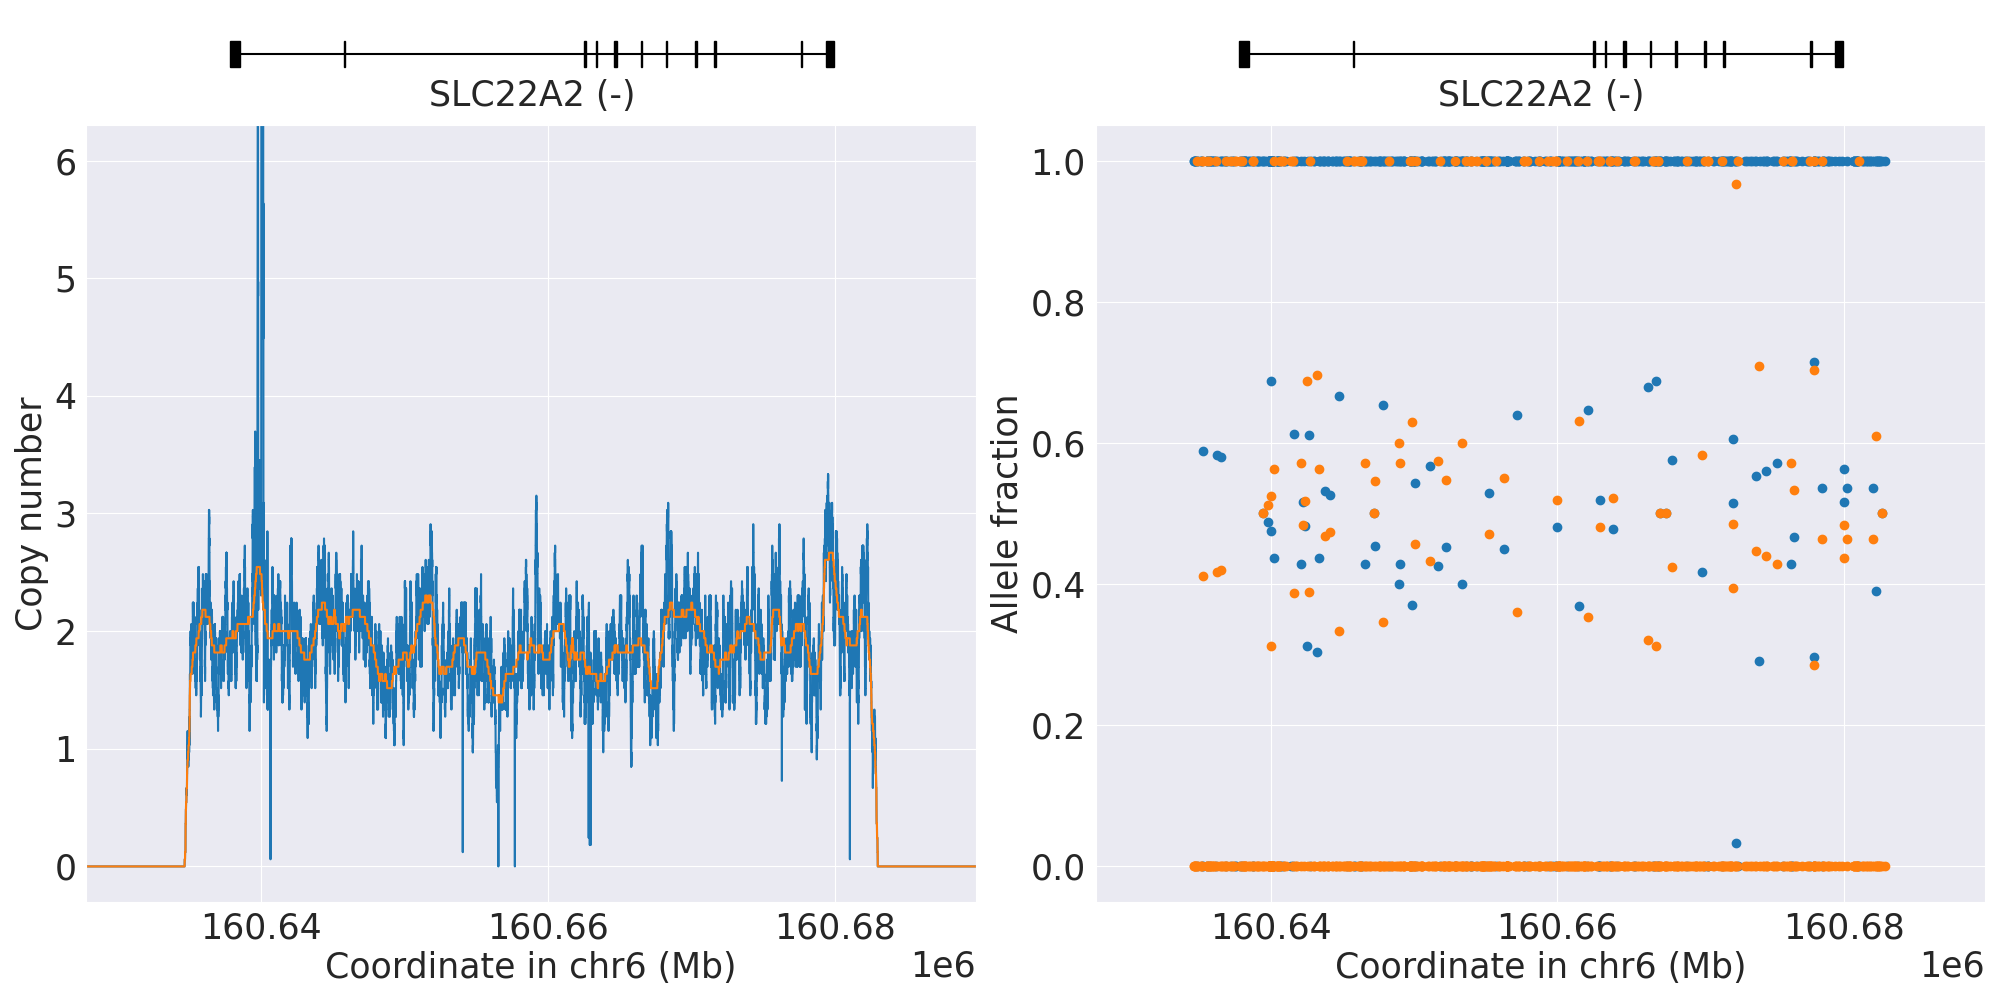 SLC22A2 (-)
6
5
4
3
2
1
0
Copy number
160.64 160.66 160.68
Coordinate in chr6 (Mb) 1e6
SLC22A2 (-)
1.0
0.8
0.6
0.4
0.2
0.0
Allele fraction
160.64 160.66 160.68
Coordinate in chr6 (Mb) 1e6